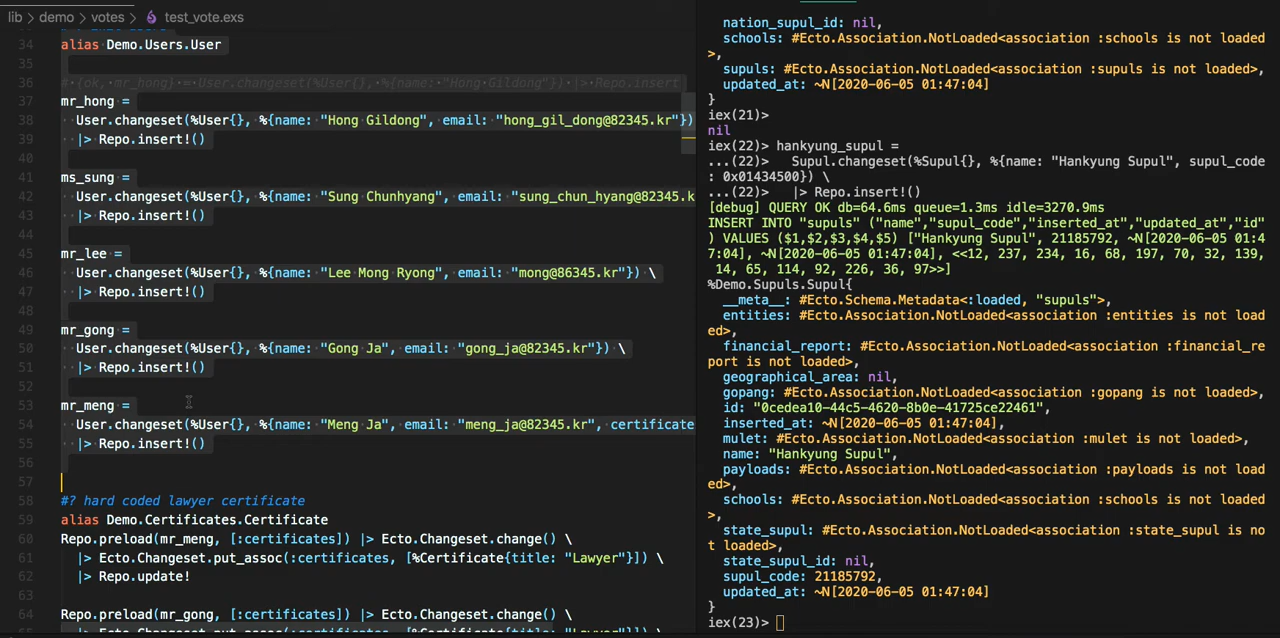 lib > demo > votes > test_vote.exs
34 alias Demo.Users.User
35
36 # {ok, mr_hong} = User.changeset(%User{}, %{name: "Hong Gildong"}) |> Repo.insert
37 mr_hong =
38 User.changeset(%User{}, %{name: "Hong Gildong", email: "hong_gil_dong@82345.kr"})
39 |> Repo.insert!()
40
41 ms_sung =
42 User.changeset(%User{}, %{name: "Sung Chunhyang", email: "sung_chun_hyang@82345.k
43 |> Repo.insert!()
44
45 mr_lee =
46 User.changeset(%User{}, %{name: "Lee Mong Ryong", email: "mong@86345.kr"}) \
47 |> Repo.insert!()
48
49 mr_gong =
50 User.changeset(%User{}, %{name: "Gong Ja", email: "gong_ja@82345.kr"}) \
51 |> Repo.insert!()
52
53 mr_meng =
54 User.changeset(%User{}, %{name: "Meng Ja", email: "meng_ja@82345.kr", certificate
55 |> Repo.insert!()
56
57
58 #? hard coded lawyer certificate
59 alias Demo.Certificates.Certificate
60 Repo.preload(mr_meng, [:certificates]) |> Ecto.Changeset.change() \
61 |> Ecto.Changeset.put_assoc(:certificates, [%Certificate{title: "Lawyer"}]) \
62 |> Repo.update!
63
64 Repo.preload(mr_gong, [:certificates]) |> Ecto.Changeset.change() \
nation_supul_id: nil,
schools: #Ecto.Association.NotLoaded<association :schools is not loaded
>,
supuls: #Ecto.Association.NotLoaded<association :supuls is not loaded>,
updated_at: ~N[2020-06-05 01:47:04]
}
iex(21)>
nil
iex(22)> hankyung_supul =
...(22)> Supul.changeset(%Supul{}, %{name: "Hankyung Supul", supul_code
: 0x01434500}) \
...(22)> |> Repo.insert!()
[debug] QUERY OK db=64.6ms queue=1.3ms idle=3270.9ms
INSERT INTO "supuls" ("name","supul_code","inserted_at","updated_at","id"
) VALUES ($1,$2,$3,$4,$5) ["Hankyung Supul", 21185792, ~N[2020-06-05 01:4
7:04], ~N[2020-06-05 01:47:04], <<12, 237, 234, 16, 68, 197, 70, 32, 139,
14, 65, 114, 92, 226, 36, 97>>]
%Demo.Supuls.Supul{
__meta__: #Ecto.Schema.Metadata<:loaded, "supuls">,
entities: #Ecto.Association.NotLoaded<association :entities is not load
ed>,
financial_report: #Ecto.Association.NotLoaded<association :financial_re
port is not loaded>,
geographical_area: nil,
gopang: #Ecto.Association.NotLoaded<association :gopang is not loaded>,
id: "0cedea10-44c5-4620-8b0e-41725ce22461",
inserted_at: ~N[2020-06-05 01:47:04],
mulet: #Ecto.Association.NotLoaded<association :mulet is not loaded>,
name: "Hankyung Supul",
payloads: #Ecto.Association.NotLoaded<association :payloads is not load
ed>,
schools: #Ecto.Association.NotLoaded<association :schools is not loaded
>,
state_supul: #Ecto.Association.NotLoaded<association :state_supul is no
t loaded>,
state_supul_id: nil,
supul_code: 21185792,
updated_at: ~N[2020-06-05 01:47:04]
}
iex(23)>